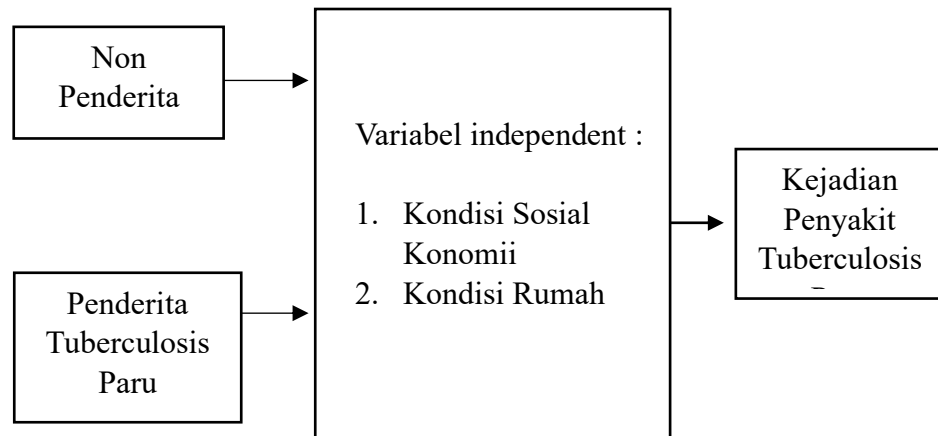 Non
Penderita
Variabel independent :
1. Kondisi Sosial
Konomii
2. Kondisi Rumah
Kejadian
Penyakit
Tuberculosis
Penderita
Tuberculosis
Paru